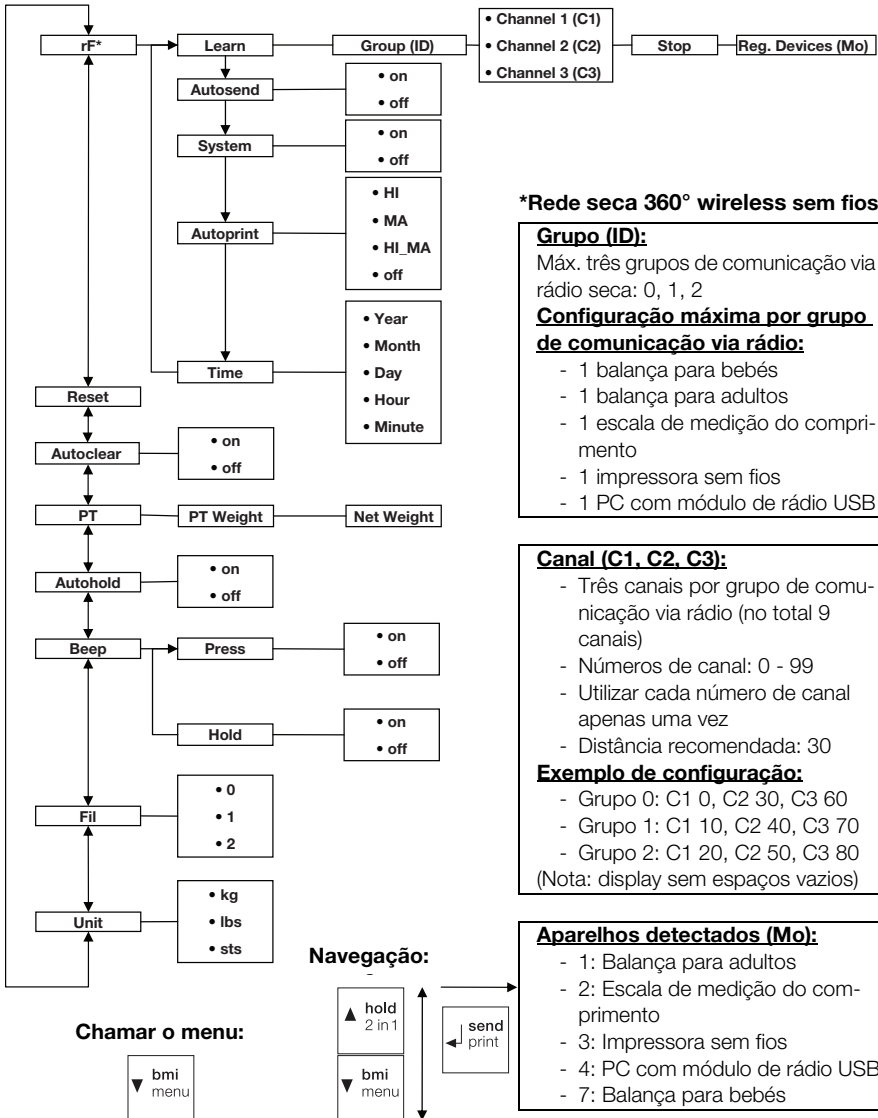 rF*
Learn
Group (ID)
• Channel 1 (C1)
• Channel 2 (C2)
• Channel 3 (C3)
Stop
Reg. Devices (Mo)
Autosend
• on
• off
System
• on
• off
Autoprint
• HI
• MA
• HI_MA
• off
Time
• Year
• Month
• Day
• Hour
• Minute
Reset
Autoclear
• on
• off
PT
PT Weight
Net Weight
Autohold
• on
• off
Beep
Press
• on
• off
Hold
• on
• off
Fil
• 0
• 1
• 2
Unit
• kg
• lbs
• sts
*Rede seca 360° wireless sem fios
Grupo (ID):
Máx. três grupos de comunicação via
rádio seca: 0, 1, 2
Configuração máxima por grupo
de comunicação via rádio:
- 1 balança para bebés
- 1 balança para adultos
- 1 escala de medição do compri-
mento
- 1 impressora sem fios
- 1 PC com módulo de rádio USB
Canal (C1, C2, C3):
- Três canais por grupo de comu-
nicação via rádio (no total 9
canais)
- Números de canal: 0 - 99
- Utilizar cada número de canal
apenas uma vez
- Distância recomendada: 30
Exemplo de configuração:
- Grupo 0: C1 0, C2 30, C3 60
- Grupo 1: C1 10, C2 40, C3 70
- Grupo 2: C1 20, C2 50, C3 80
(Nota: display sem espaços vazios)
Aparelhos detectados (Mo):
- 1: Balança para adultos
- 2: Escala de medição do com-
primento
- 3: Impressora sem fios
- 4: PC com módulo de rádio USB
- 7: Balança para bebés
Navegação:
hold
2 in 1
bmi
menu
send
print
Chamar o menu:
bmi
menu